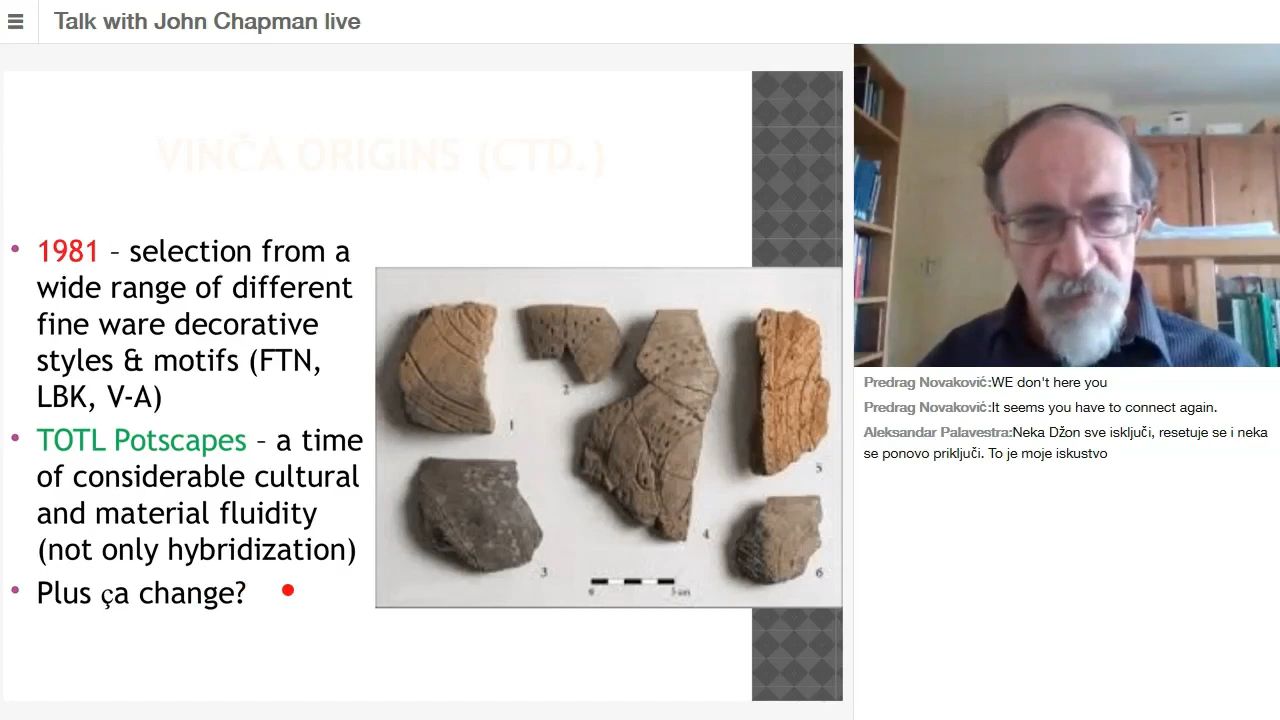 Talk with John Chapman live
VINČA ORIGINS (CTD.)
1981 – selection from a
wide range of different
fine ware decorative
styles & motifs (FTN,
LBK, V-A)
TOTL Potscapes – a time
of considerable cultural
and material fluidity
(not only hybridization)
Plus ça change?
1
2
3
4
5
6
0 5 cm
Predrag Novaković:WE don't here you
Predrag Novaković:It seems you have to connect again.
Aleksandar Palavestra:Neka Džon sve isključi, resetuje se i neka
se ponovo priključi. To je moje iskustvo